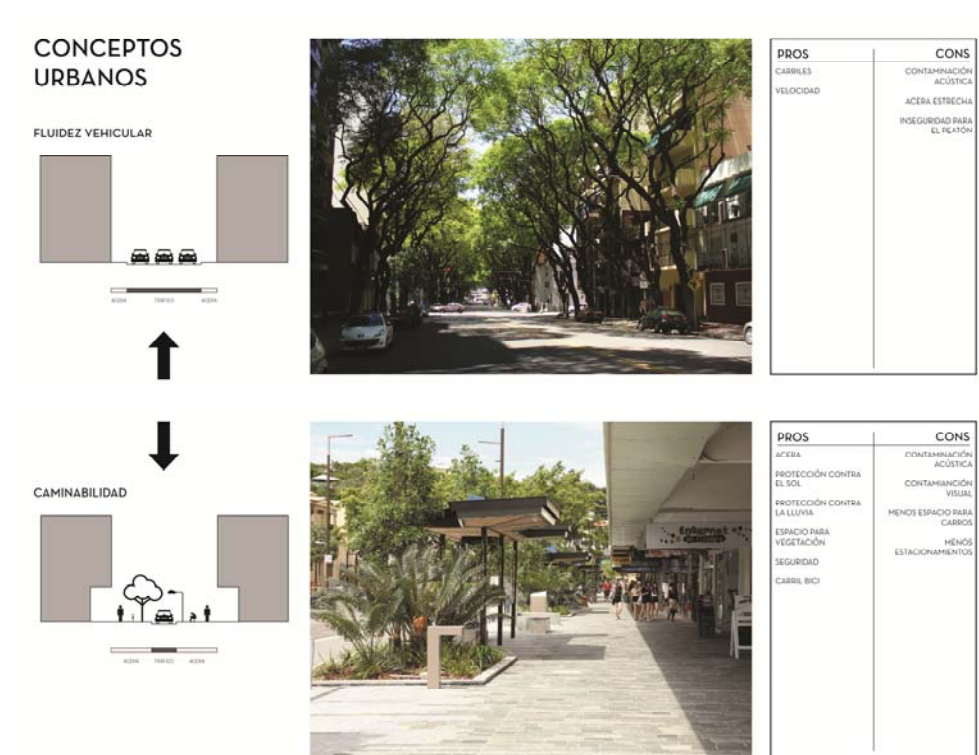 CONCEPTOS
URBANOS
FLUIDEZ VEHICULAR
ACERA TRÁFICO ACERA
PROS CONS
CARRILES
VELOCIDAD
CONTAMINACIÓN
ACÚSTICA
ACERA ESTRECHA
INSEGURIDAD PARA
EL PEATÓN
CAMINABILIDAD
ACERA TRÁFICO ACERA
internet
PROS CONS
ACERA
PROTECCIÓN CONTRA
EL SOL
PROTECCIÓN CONTRA
LA LLUVIA
ESPACIO PARA
VEGETACIÓN
SEGURIDAD
CARRIL BICI
CONTAMINACIÓN
ACÚSTICA
CONTAMIANCIÓN
VISUAL
MENOS ESPACIO PARA
CARROS
MENOS
ESTACIONAMIENTOS